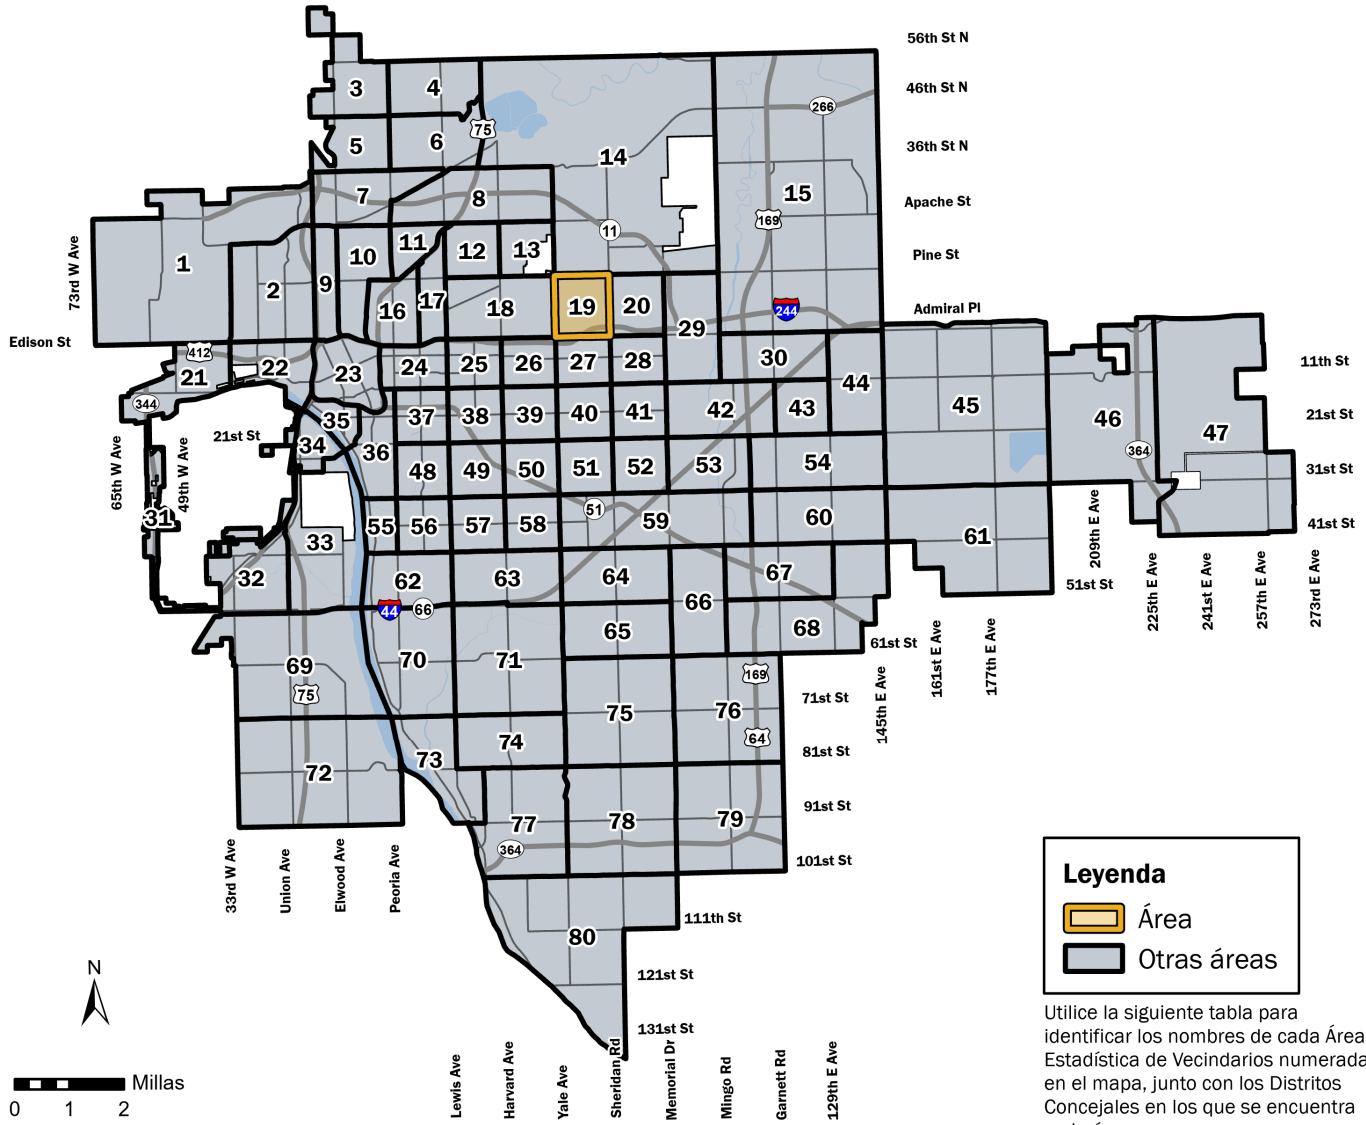 56th St N
46th St N
36th St N
Apache St
Pine St
Admiral Pl
11th St
21st St
31st St
41st St
51st St
61st St
71st St
81st St
91st St
101st St
111th St
121st St
131st St
Edison St
21st St
73rd W Ave
65th W Ave
49th W Ave
33rd W Ave
Union Ave
Elwood Ave
Peoria Ave
Lewis Ave
Harvard Ave
Yale Ave
Sheridan Rd
Memorial Dr
Mingo Rd
Garnett Rd
129th E Ave
145th E Ave
161st E Ave
177th E Ave
209th E Ave
225th E Ave
241st E Ave
257th E Ave
273rd E Ave
3 4
75
266
5 6
14
7 8
15
169
11
1 2 9 10 11 12 13
16 17 18 19 20 29
244
412
21 22 23 24 25 26 27 28 30 44
344
34 35 36 37 38 39 40 41 42 43 45 46 47
364
48 49 50 51 52 53 54
31 33 55 56 57 58
51
59 60 61
32 62 63 64 66 67
44
66
65 68
69 70 71
75
169
75 76
64
72 73 74
77 78 79
364
80
N
Millas
0 1 2
Leyenda
Área
Otras áreas
Utilice la siguiente tabla para
identificar los nombres de cada Área
Estadística de Vecindarios numerada
en el mapa, junto con los Distritos
Concejales en los que se encuentra